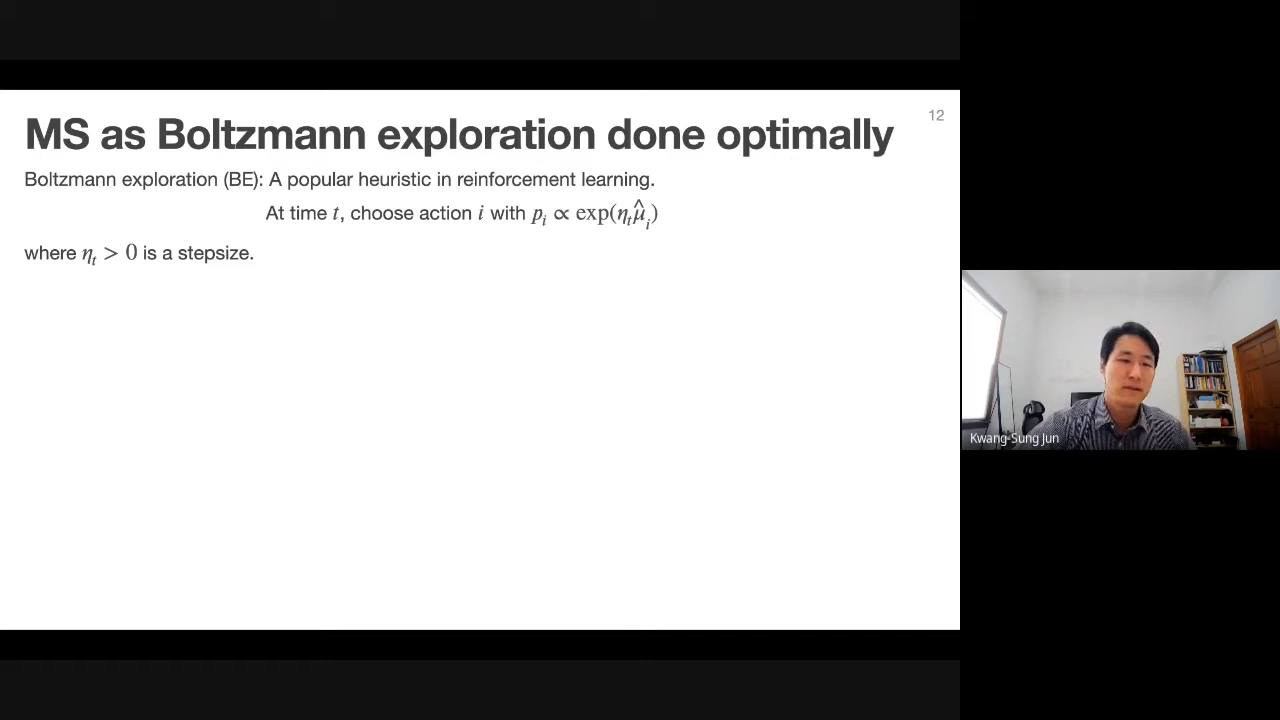 12
MS as Boltzmann exploration done optimally
Boltzmann exploration (BE): A popular heuristic in reinforcement learning.
At time t, choose action i with p_i ∝ exp(η_t μ̂_i)
where η_t > 0 is a stepsize.
Kwang-Sung Jun